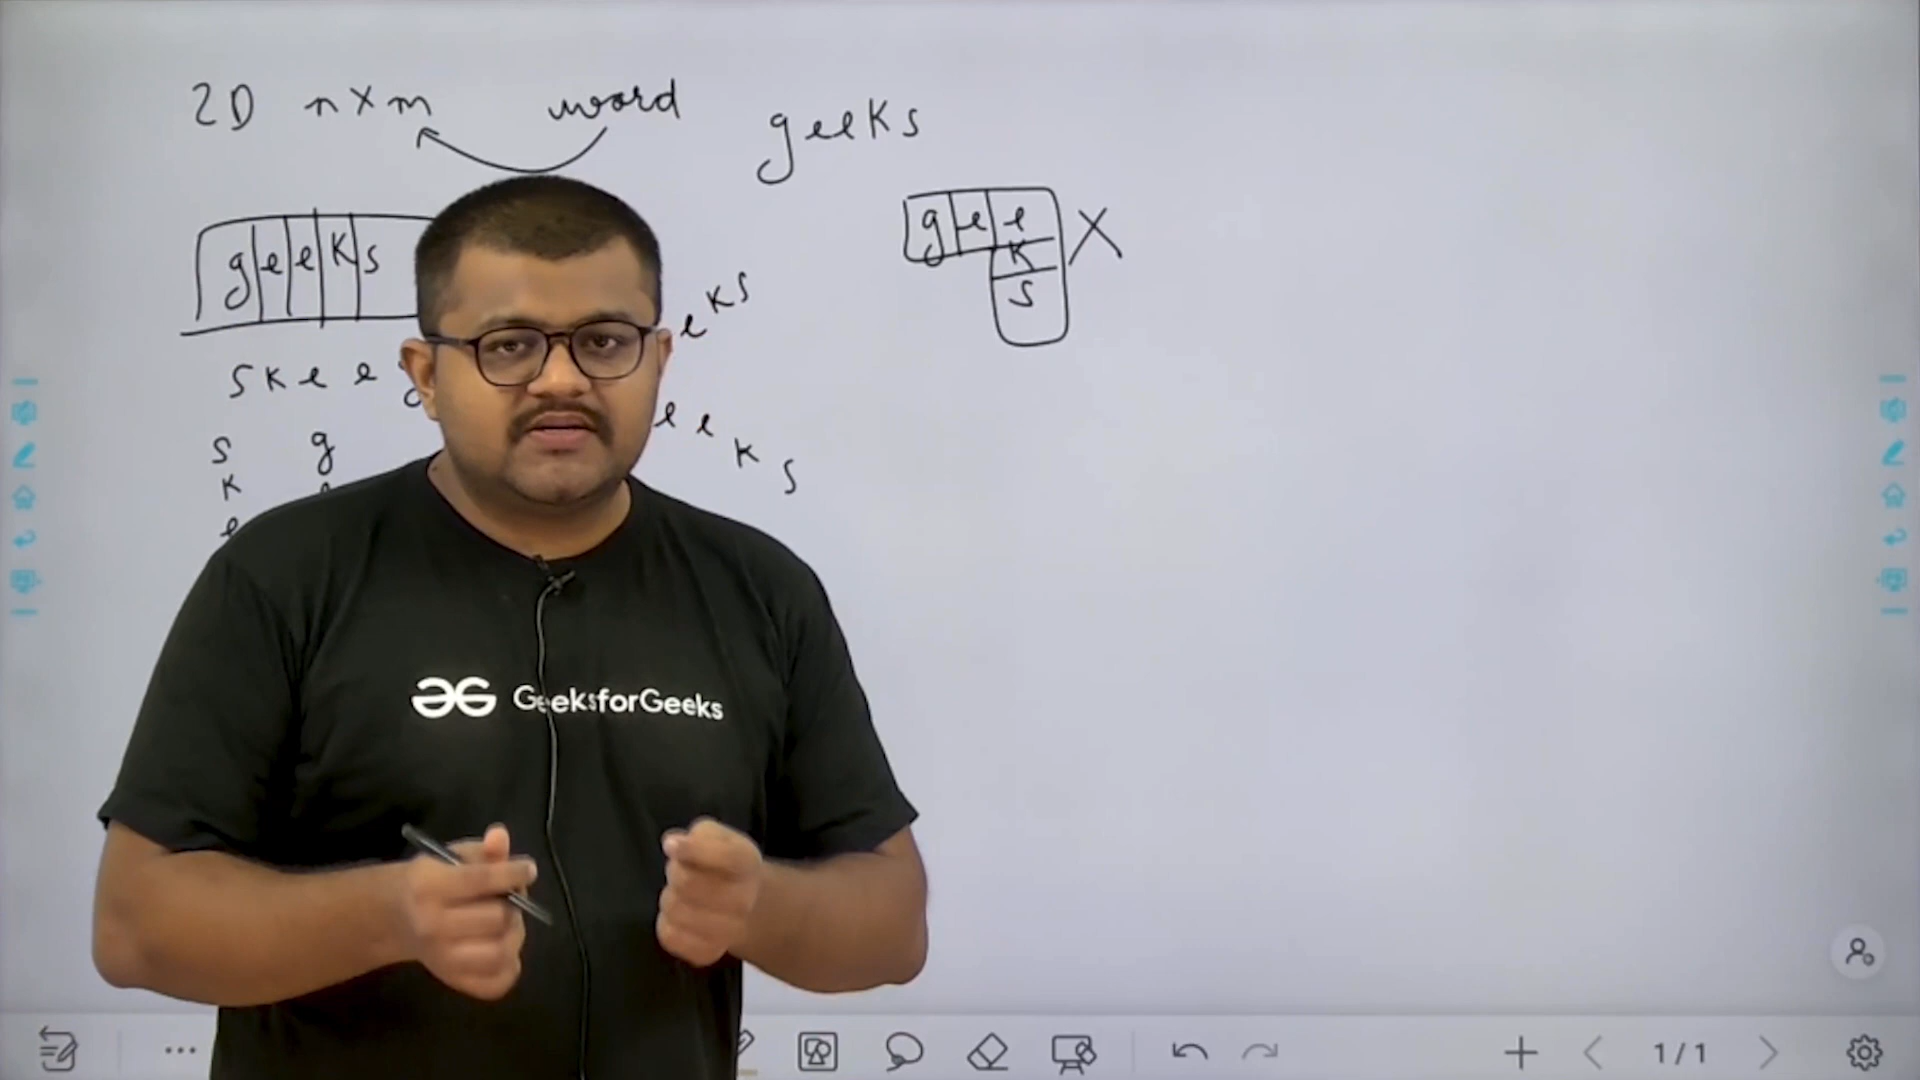 2D n x m word
geeks
g e e k s
g e e
k
s
X
e k s
s k e e g
e e k s
s g
k
e
GeeksforGeeks
1/1